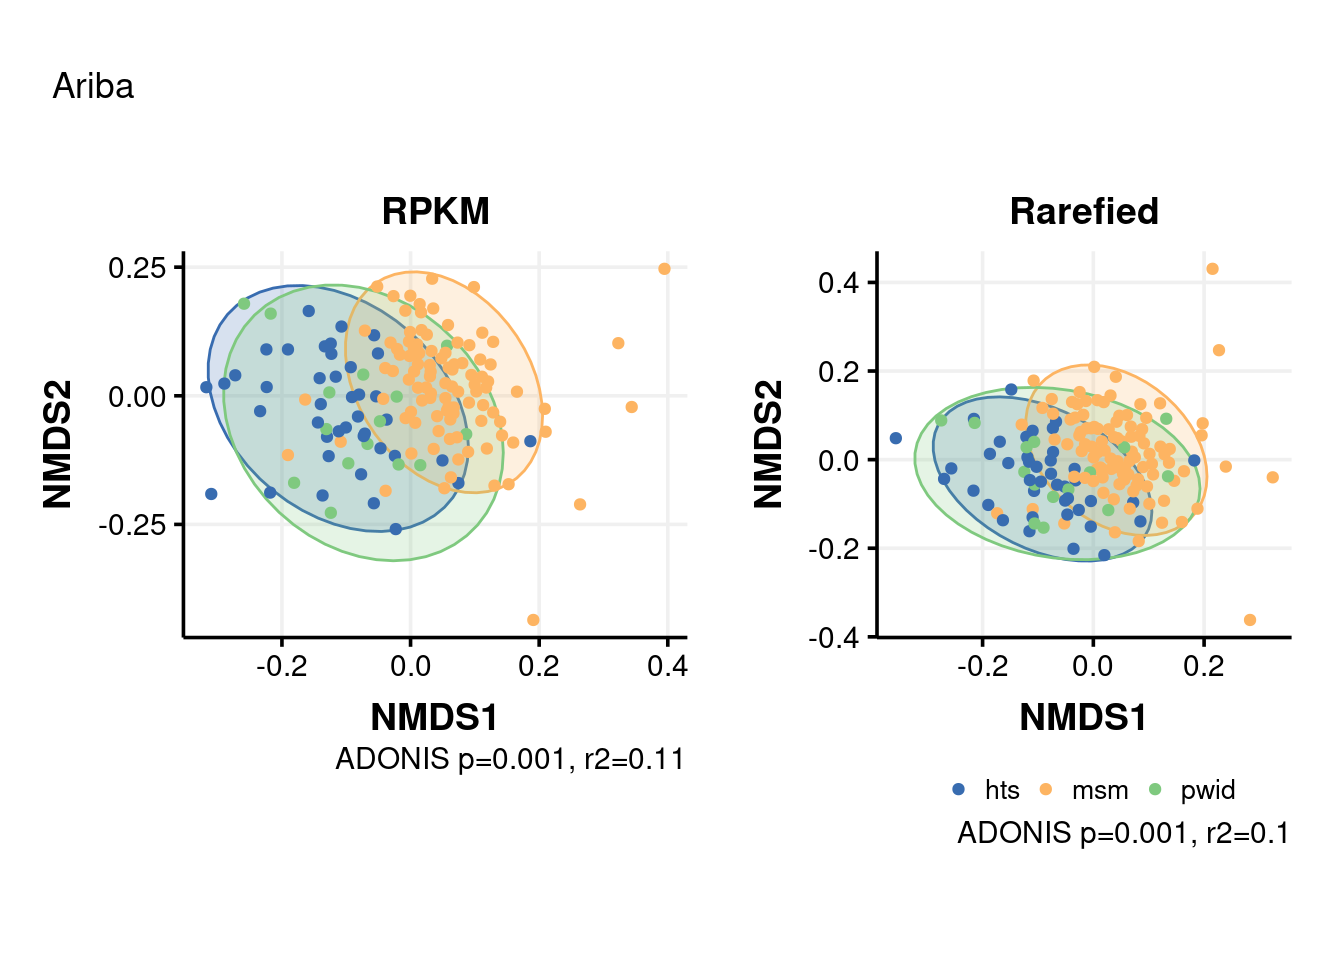 Ariba
RPKM
NMDS2
0.25
0.00
-0.25
-0.2
0.0
0.2
0.4
NMDS1
ADONIS p=0.001, r2=0.11
Rarefied
NMDS2
0.4
0.2
0.0
-0.2
-0.4
-0.2
0.0
0.2
NMDS1
hts msm pwid
ADONIS p=0.001, r2=0.1